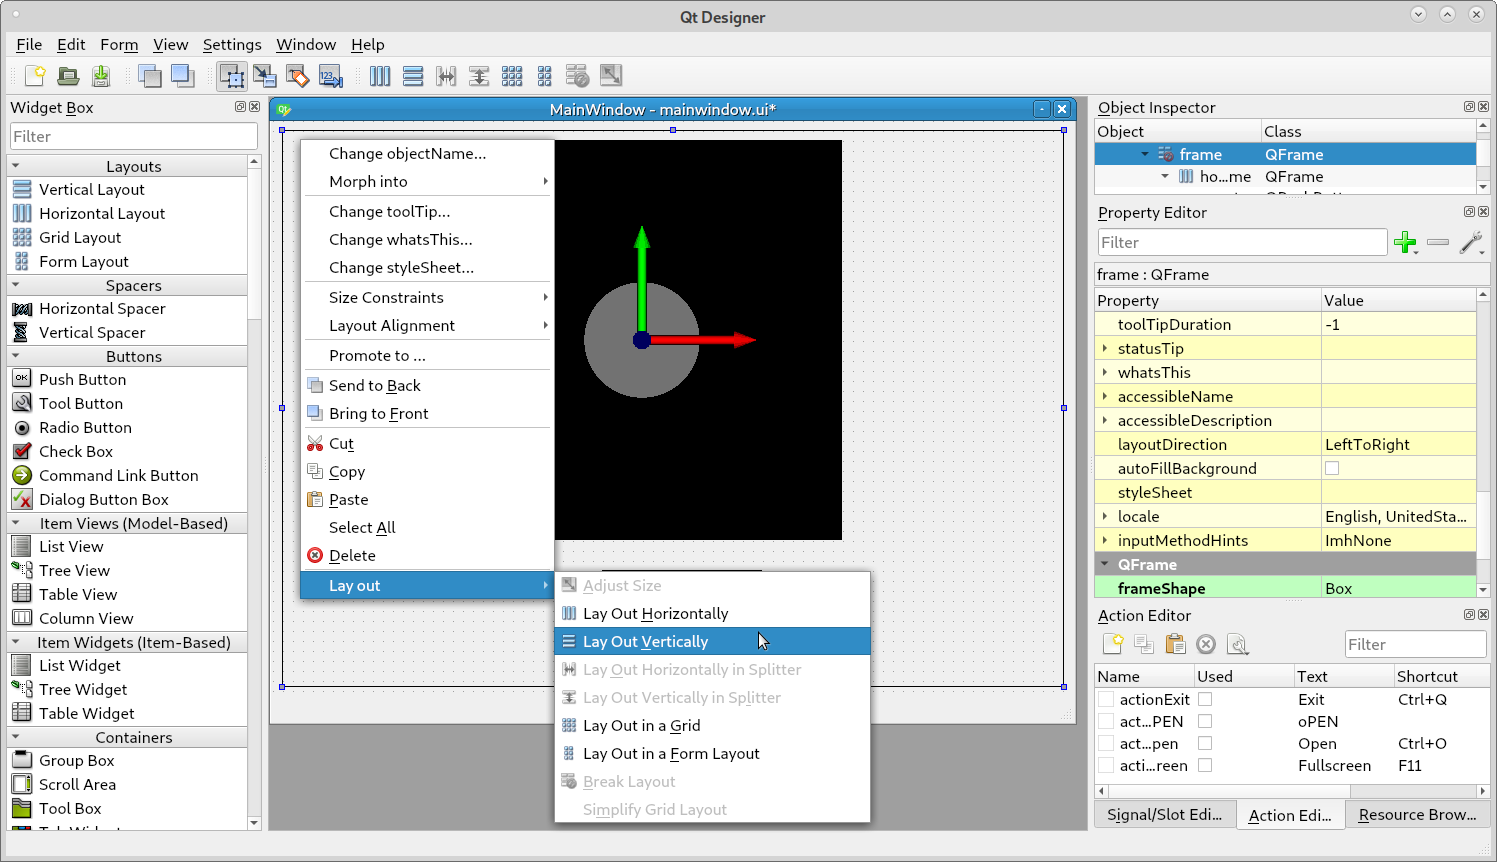 Qt Designer
File Edit Form View Settings Window Help
123
Widget Box
Filter
Layouts
Vertical Layout
Horizontal Layout
Grid Layout
Form Layout
Spacers
Horizontal Spacer
Vertical Spacer
Buttons
OK Push Button
Tool Button
Radio Button
Check Box
Command Link Button
Dialog Button Box
Item Views (Model-Based)
List View
Tree View
Table View
Column View
Item Widgets (Item-Based)
List Widget
Tree Widget
Table Widget
Containers
Group Box
Scroll Area
Tool Box
Qt MainWindow - mainwindow.ui*
Change objectName...
Morph into
Change toolTip...
Change whatsThis...
Change styleSheet...
Size Constraints
Layout Alignment
Promote to ...
Send to Back
Bring to Front
Cut
Copy
Paste
Select All
Delete
Lay out
Adjust Size
Lay Out Horizontally
Lay Out Vertically
Lay Out Horizontally in Splitter
Lay Out Vertically in Splitter
Lay Out in a Grid
Lay Out in a Form Layout
Break Layout
Simplify Grid Layout
Object Inspector
Object Class
frame QFrame
ho...me QFrame
Property Editor
Filter
frame : QFrame
Property Value
toolTipDuration -1
statusTip
whatsThis
accessibleName
accessibleDescription
layoutDirection LeftToRight
autoFillBackground
styleSheet
locale English, UnitedSta...
inputMethodHints ImhNone
QFrame
frameShape Box
Action Editor
Filter
Name Used Text Shortcut
actionExit Exit Ctrl+Q
act...PEN oPEN
act...pen Open Ctrl+O
acti...reen Fullscreen F11
Signal/Slot Edi... Action Edi... Resource Brow...